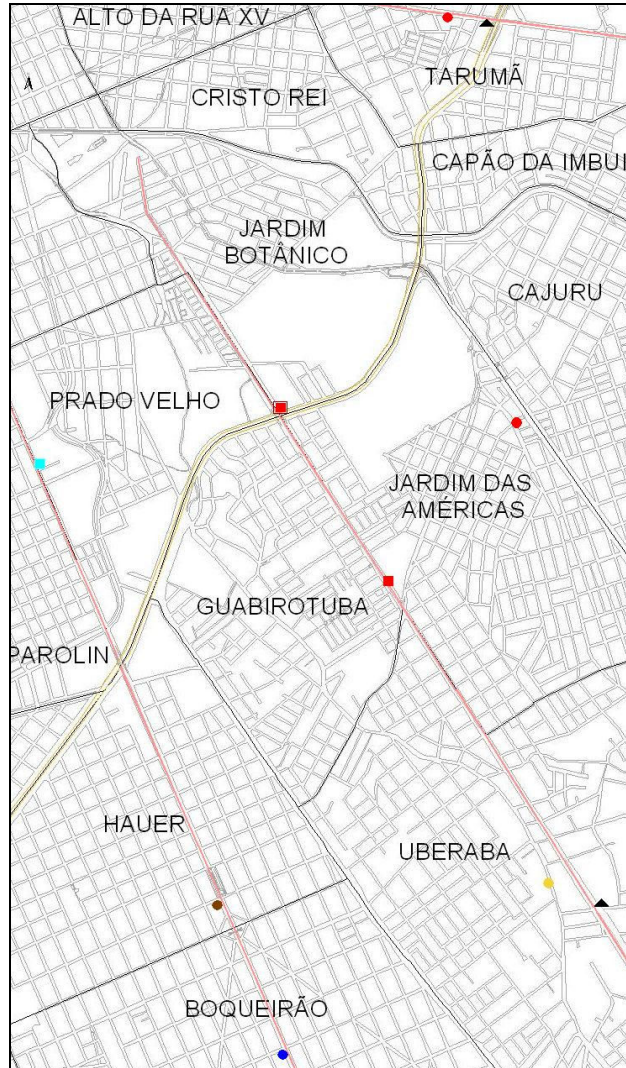 ALTO DA RUA XV
TARUMÃ
CRISTO REI
CAPÃO DA IMBUI
JARDIM
BOTÂNICO
CAJURU
PRADO VELHO
JARDIM DAS
AMÉRICAS
GUABIROTUBA
PAROLIN
HAUER
UBERABA
BOQUEIRÃO